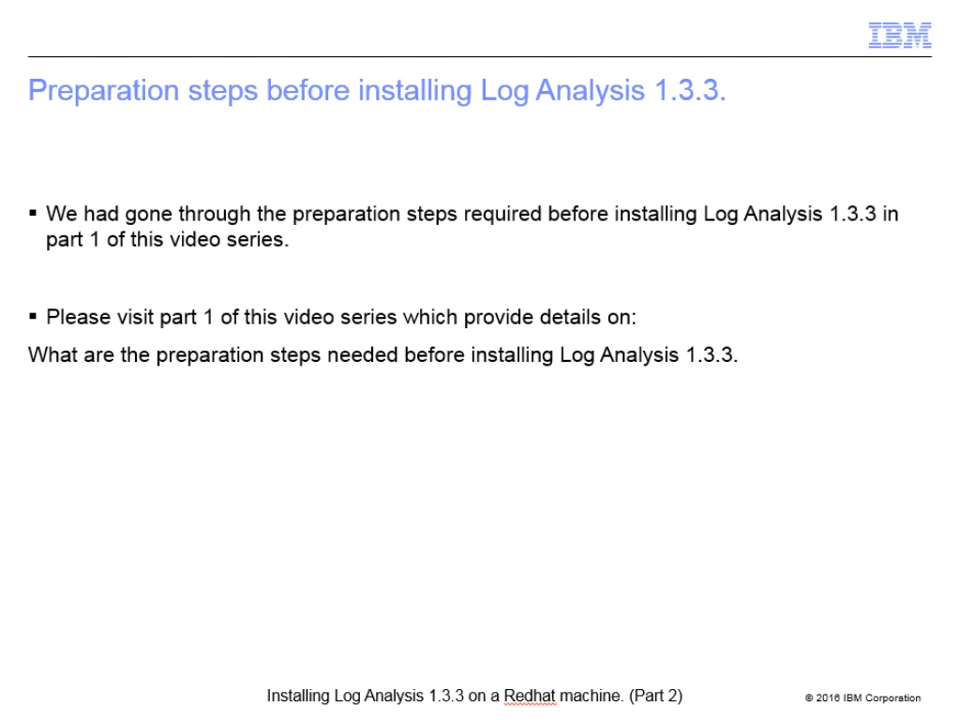 IBM
Preparation steps before installing Log Analysis 1.3.3.
▪ We had gone through the preparation steps required before installing Log Analysis 1.3.3 in
part 1 of this video series.
▪ Please visit part 1 of this video series which provide details on:
What are the preparation steps needed before installing Log Analysis 1.3.3.
Installing Log Analysis 1.3.3 on a Redhat machine. (Part 2)
© 2016 IBM Corporation